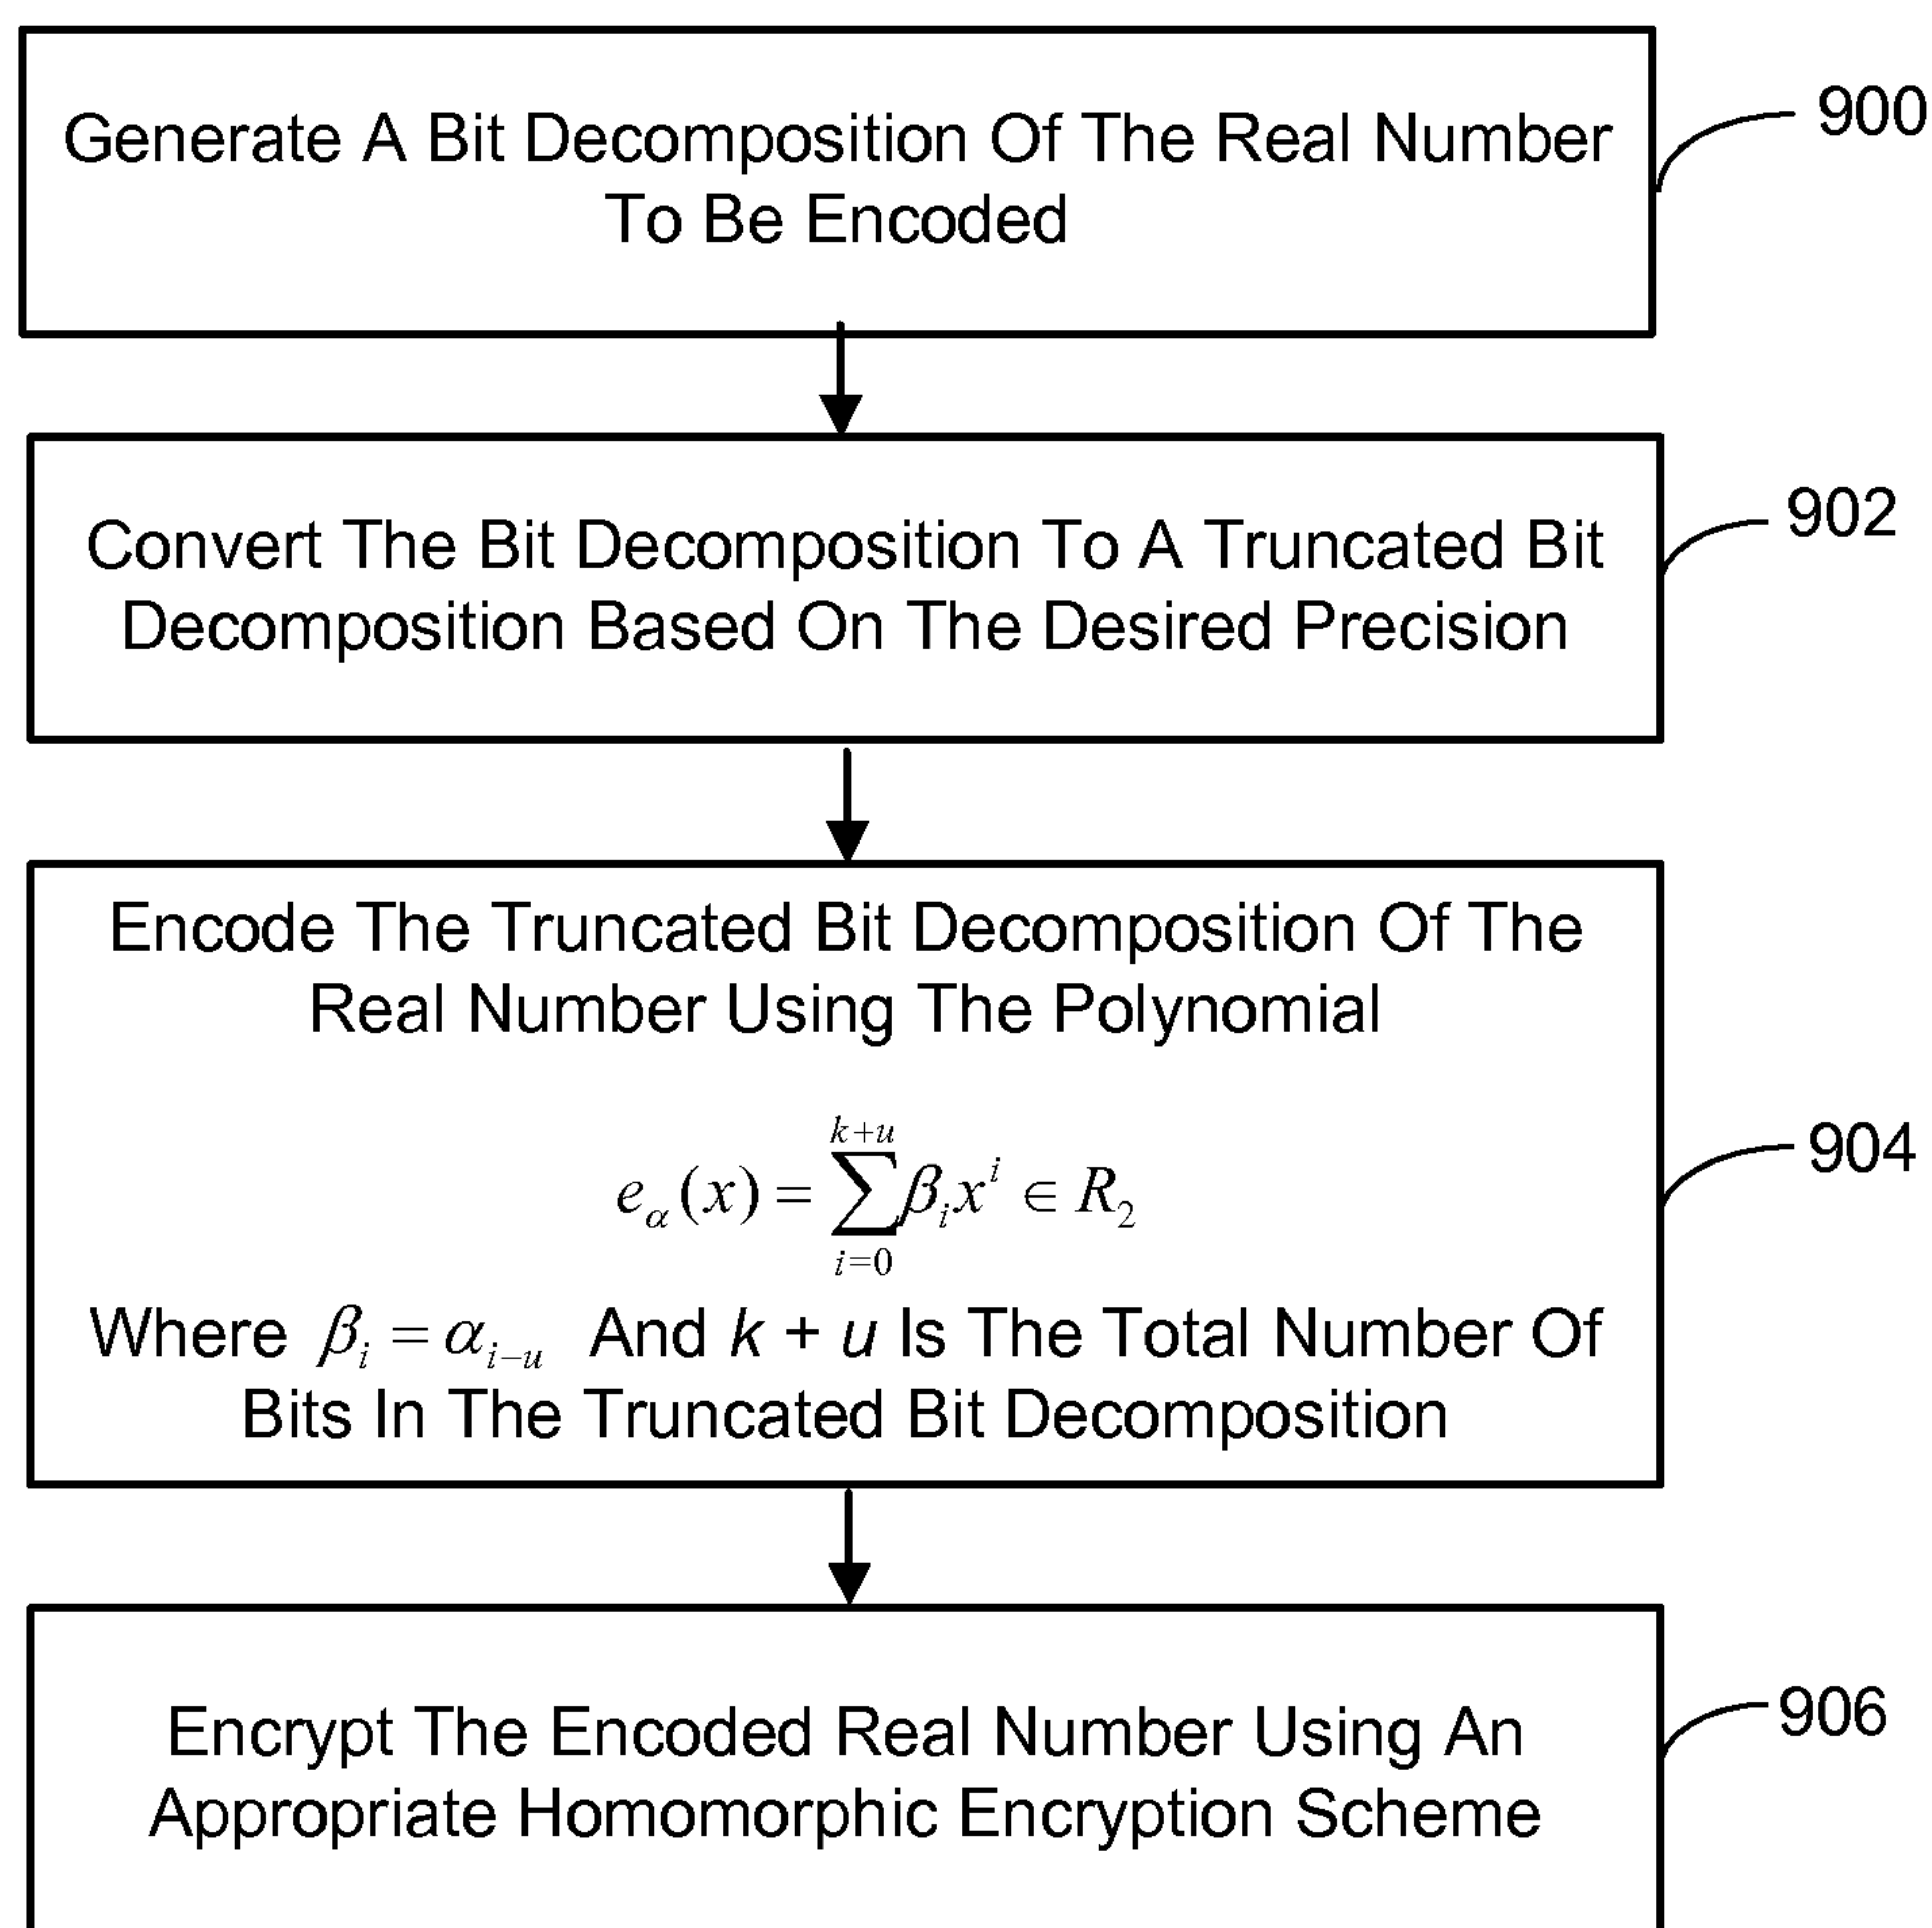 Generate A Bit Decomposition Of The Real Number
To Be Encoded
900
Convert The Bit Decomposition To A Truncated Bit
Decomposition Based On The Desired Precision
902
Encode The Truncated Bit Decomposition Of The
Real Number Using The Polynomial
e_α(x) = ∑_{i=0}^{k+u} β_i x^i ∈ R_2
904
Where β_i = α_{i−u} And k + u Is The Total Number Of
Bits In The Truncated Bit Decomposition
Encrypt The Encoded Real Number Using An
Appropriate Homomorphic Encryption Scheme
906